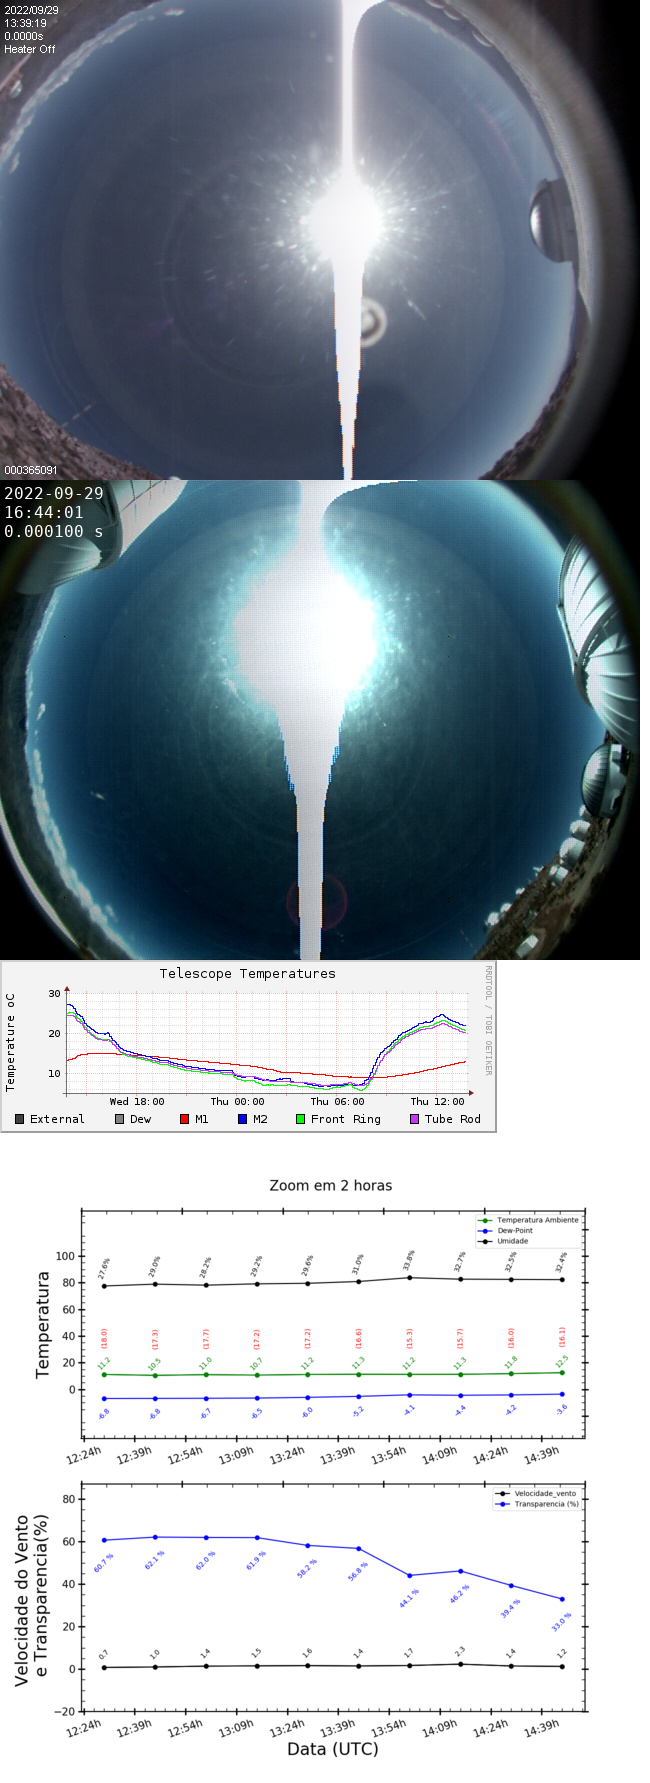 2022/09/29
13:39:19
0.0000s
Heater Off
000365091
2022-09-29
16:44:01
0.000100 s
Telescope Temperatures
RRDTOOL / TOBI OETIKER
Temperature oC
30
20
10
Wed 18:00 Thu 00:00 Thu 06:00 Thu 12:00
External Dew M1 M2 Front Ring Tube Rod
Zoom em 2 horas
Temperatura Ambiente
Dew-Point
Umidade
Temperatura
100
80
60
40
20
0
27.6% 29.0% 28.2% 29.2% 29.6% 31.0% 33.8% 32.7% 32.5% 32.4%
(18.0) (17.3) (17.7) (17.2) (17.2) (16.6) (15.3) (15.7) (16.0) (16.1)
11.2 10.5 11.0 10.7 11.2 11.3 11.2 11.3 11.8 12.5
-6.8 -6.8 -6.7 -6.5 -6.0 -5.2 -4.1 -4.4 -4.2 -3.6
12:24h 12:39h 12:54h 13:09h 13:24h 13:39h 13:54h 14:09h 14:24h 14:39h
Velocidade_vento
Transparencia (%)
Velocidade do Vento
e Transparencia(%)
80
60
40
20
0
−20
60.7 % 62.1 % 62.0 % 61.9 % 58.2 % 56.8 % 44.1 % 46.2 % 39.4 % 33.0 %
0.7 1.0 1.4 1.5 1.6 1.4 1.7 2.3 1.4 1.2
12:24h 12:39h 12:54h 13:09h 13:24h 13:39h 13:54h 14:09h 14:24h 14:39h
Data (UTC)